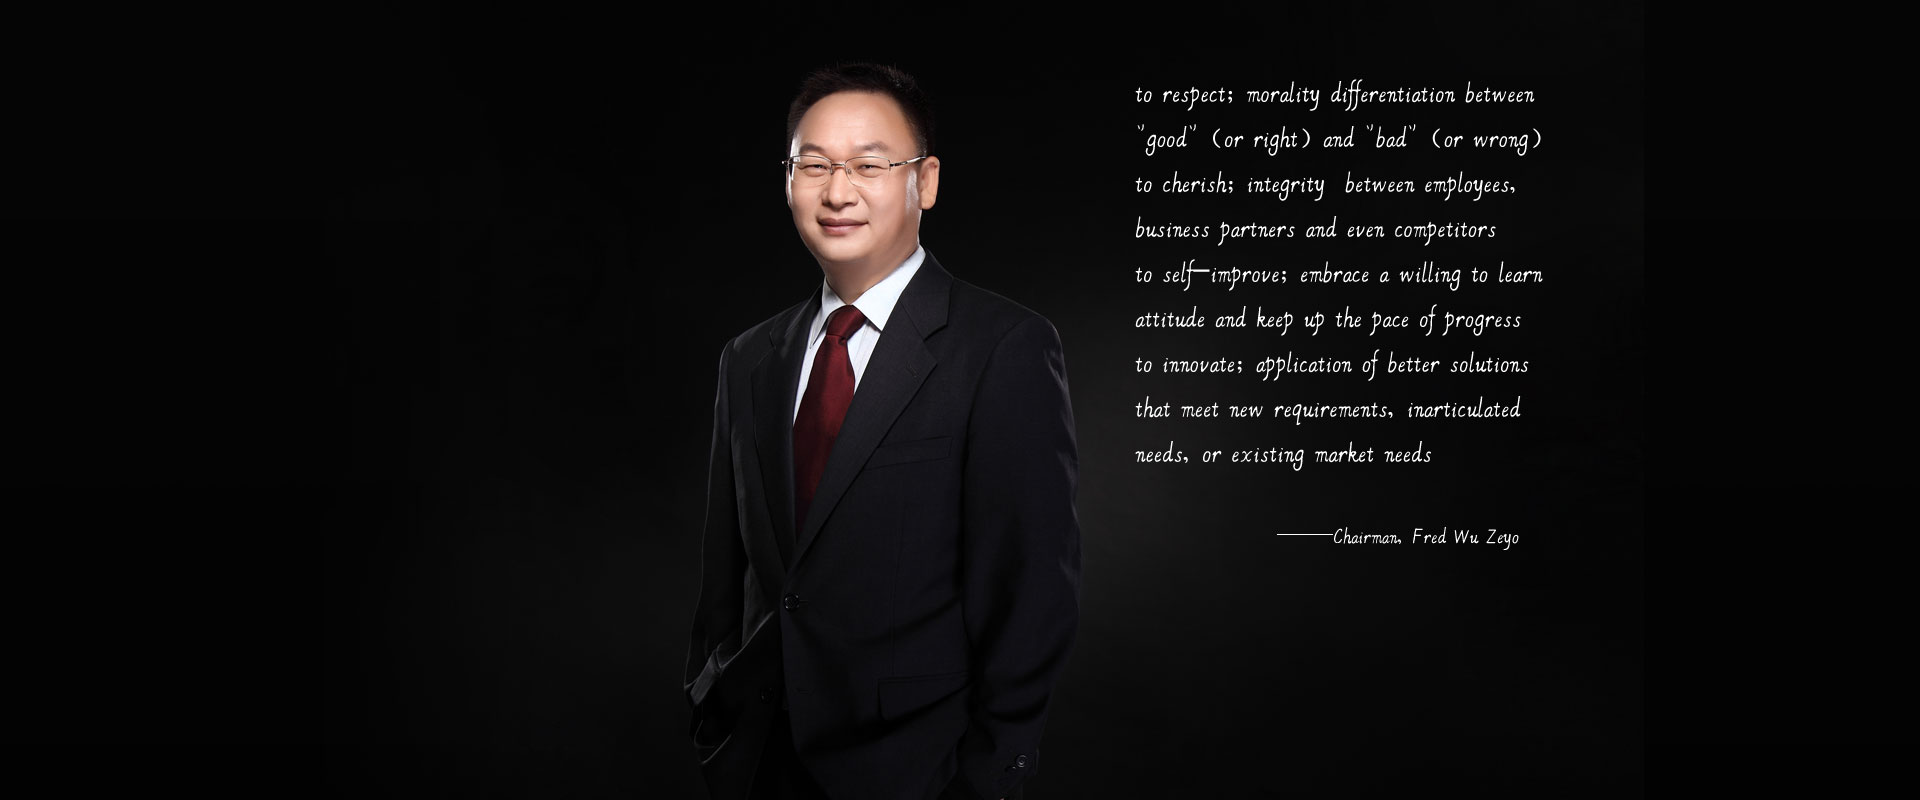 to respect; morality differentiation between
"good" (or right) and "bad" (or wrong)
to cherish; integrity between employees,
business partners and even competitors
to self—improve; embrace a willing to learn
attitude and keep up the pace of progress
to innovate; application of better solutions
that meet new requirements, inarticulated
needs, or existing market needs
——Chairman, Fred Wu Zeyo